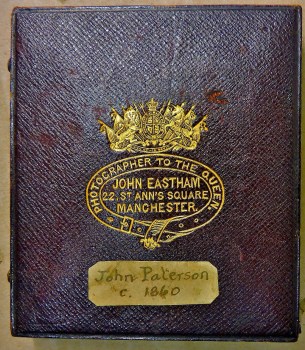 PHOTOGRAPHER TO THE QUEEN.
JOHN EASTHAM
22. ST ANN'S SQUARE
MANCHESTER.
John Paterson
c. 1860